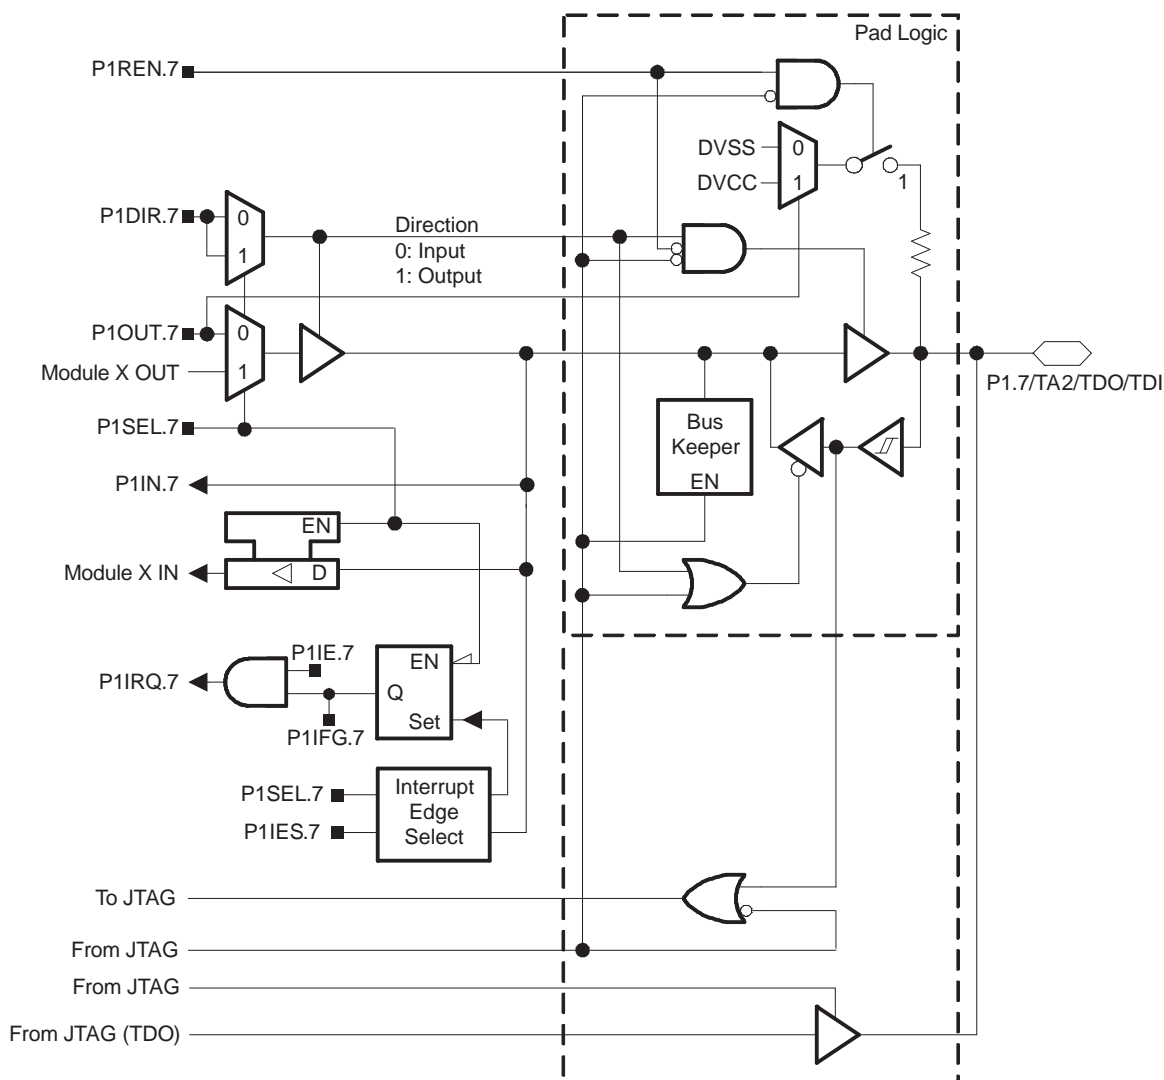 Pad Logic
P1REN.7
DVSS
0
DVCC
1
1
P1DIR.7
0
1
Direction
0: Input
1: Output
P1OUT.7
0
Module X OUT
1
P1.7/TA2/TDO/TDI
P1SEL.7
Bus
Keeper
EN
P1IN.7
EN
Module X IN
D
P1IE.7
EN
P1IRQ.7
Q
Set
P1IFG.7
P1SEL.7
Interrupt
Edge
Select
P1IES.7
To JTAG
From JTAG
From JTAG
From JTAG (TDO)